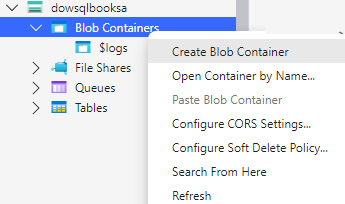 dowsqlbooksa
Blob Containers
$logs
File Shares
Queues
Tables
Create Blob Container
Open Container by Name...
Paste Blob Container
Configure CORS Settings...
Configure Soft Delete Policy...
Search From Here
Refresh